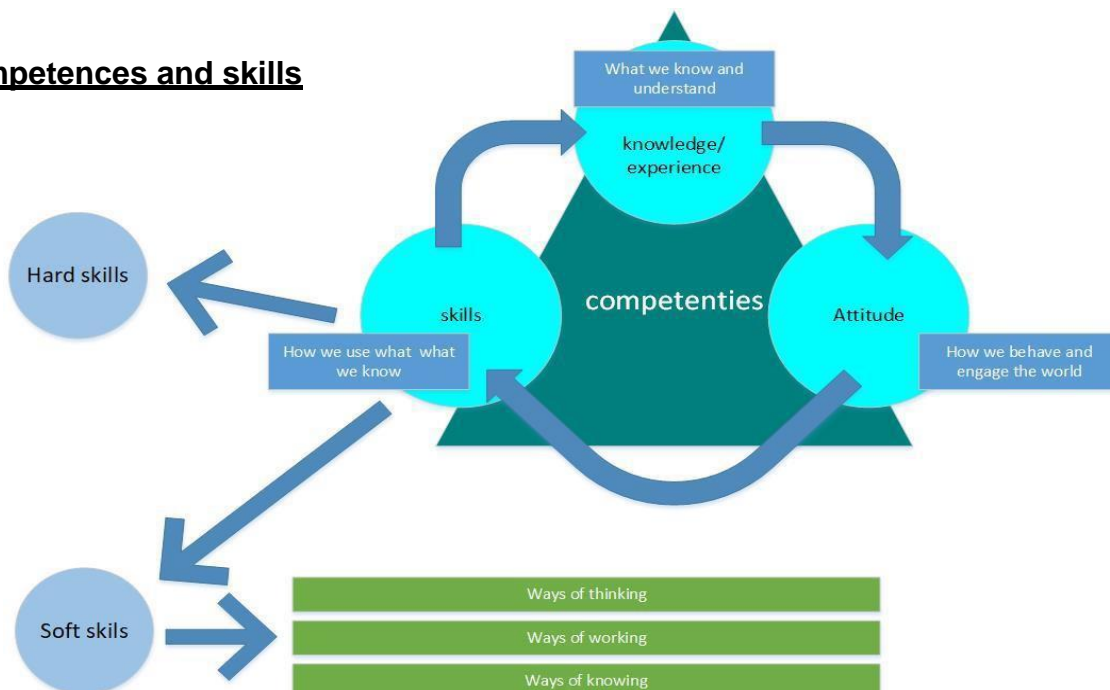 mpetences and skills
What we know and
understand
knowledge/
experience
Hard skills
competenties
skills
Attitude
How we use what what
we know
How we behave and
engage the world
Ways of thinking
Soft skils
Ways of working
Ways of knowing